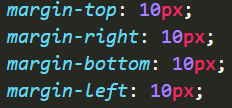 margin-top: 10px;
margin-right: 10px;
margin-bottom: 10px;
margin-left: 10px;